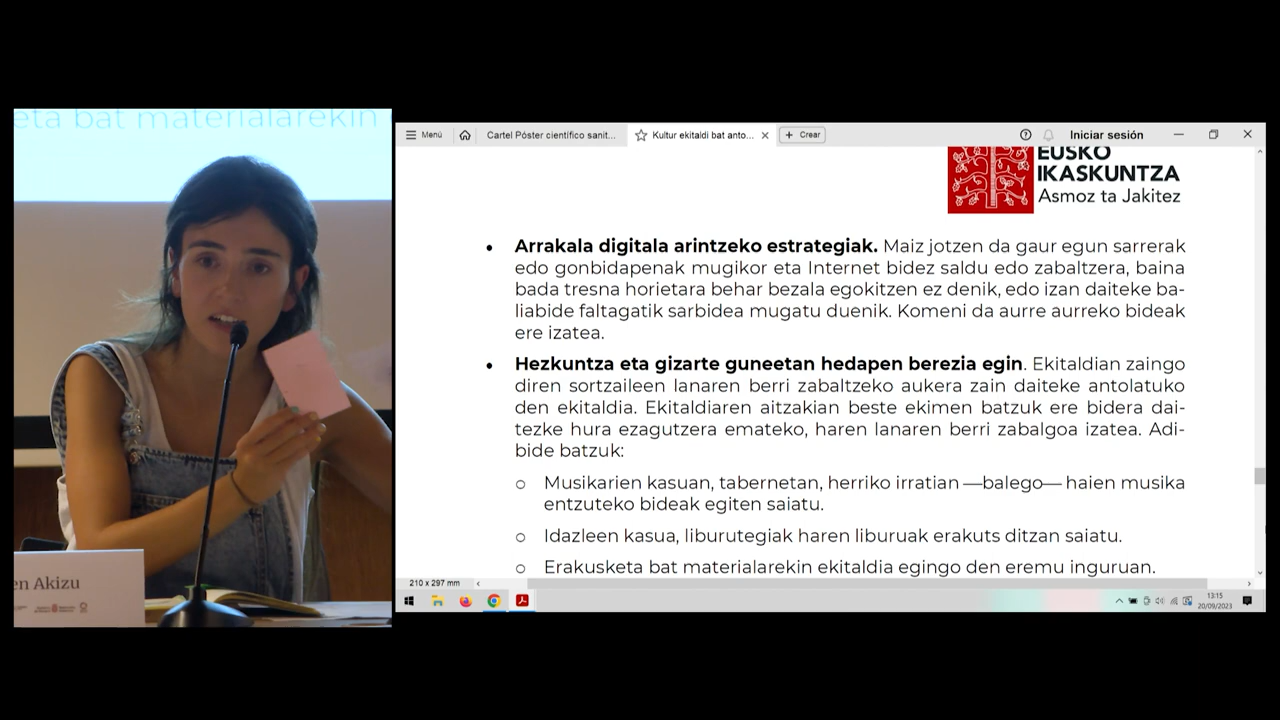 eta bat materialarekin
en Akizu
Menú
Cartel Póster científico sanit...
Kultur ekitaldi bat anto...
Crear
Iniciar sesión
EUSKO
IKASKUNTZA
Asmoz ta Jakitez
• Arrakala digitala arintzeko estrategiak. Maiz jotzen da gaur egun sarrerak
edo gonbidapenak mugikor eta Internet bidez saldu edo zabaltzera, baina
bada tresna horietara behar bezala egokitzen ez denik, edo izan daiteke ba-
liabide faltagatik sarbidea mugatu duenik. Komeni da aurre aurreko bideak
ere izatea.
• Hezkuntza eta gizarte guneetan hedapen berezia egin. Ekitaldian zaingo
diren sortzaileen lanaren berri zabaltzeko aukera zain daiteke antolatuko
den ekitaldia. Ekitaldiaren aitzakian beste ekimen batzuk ere bidera dai-
tezke hura ezagutzera emateko, haren lanaren berri zabalgoa izatea. Adi-
bide batzuk:
○ Musikarien kasuan, tabernetan, herriko irratian —balego— haien musika
entzuteko bideak egiten saiatu.
○ Idazleen kasua, liburutegiak haren liburuak erakuts ditzan saiatu.
○ Erakusketa bat materialarekin ekitaldia egingo den eremu inguruan.
210 x 297 mm
13:15
20/09/2023